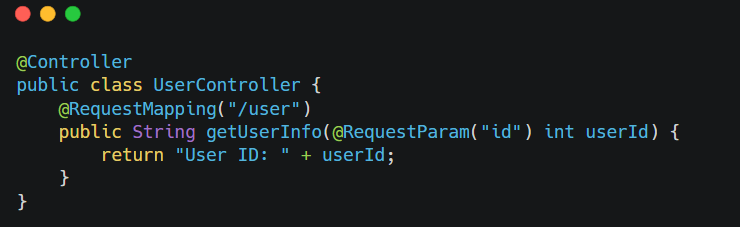 @Controller
public class UserController {
    @RequestMapping("/user")
    public String getUserInfo(@RequestParam("id") int userId) {
        return "User ID: " + userId;
    }
}